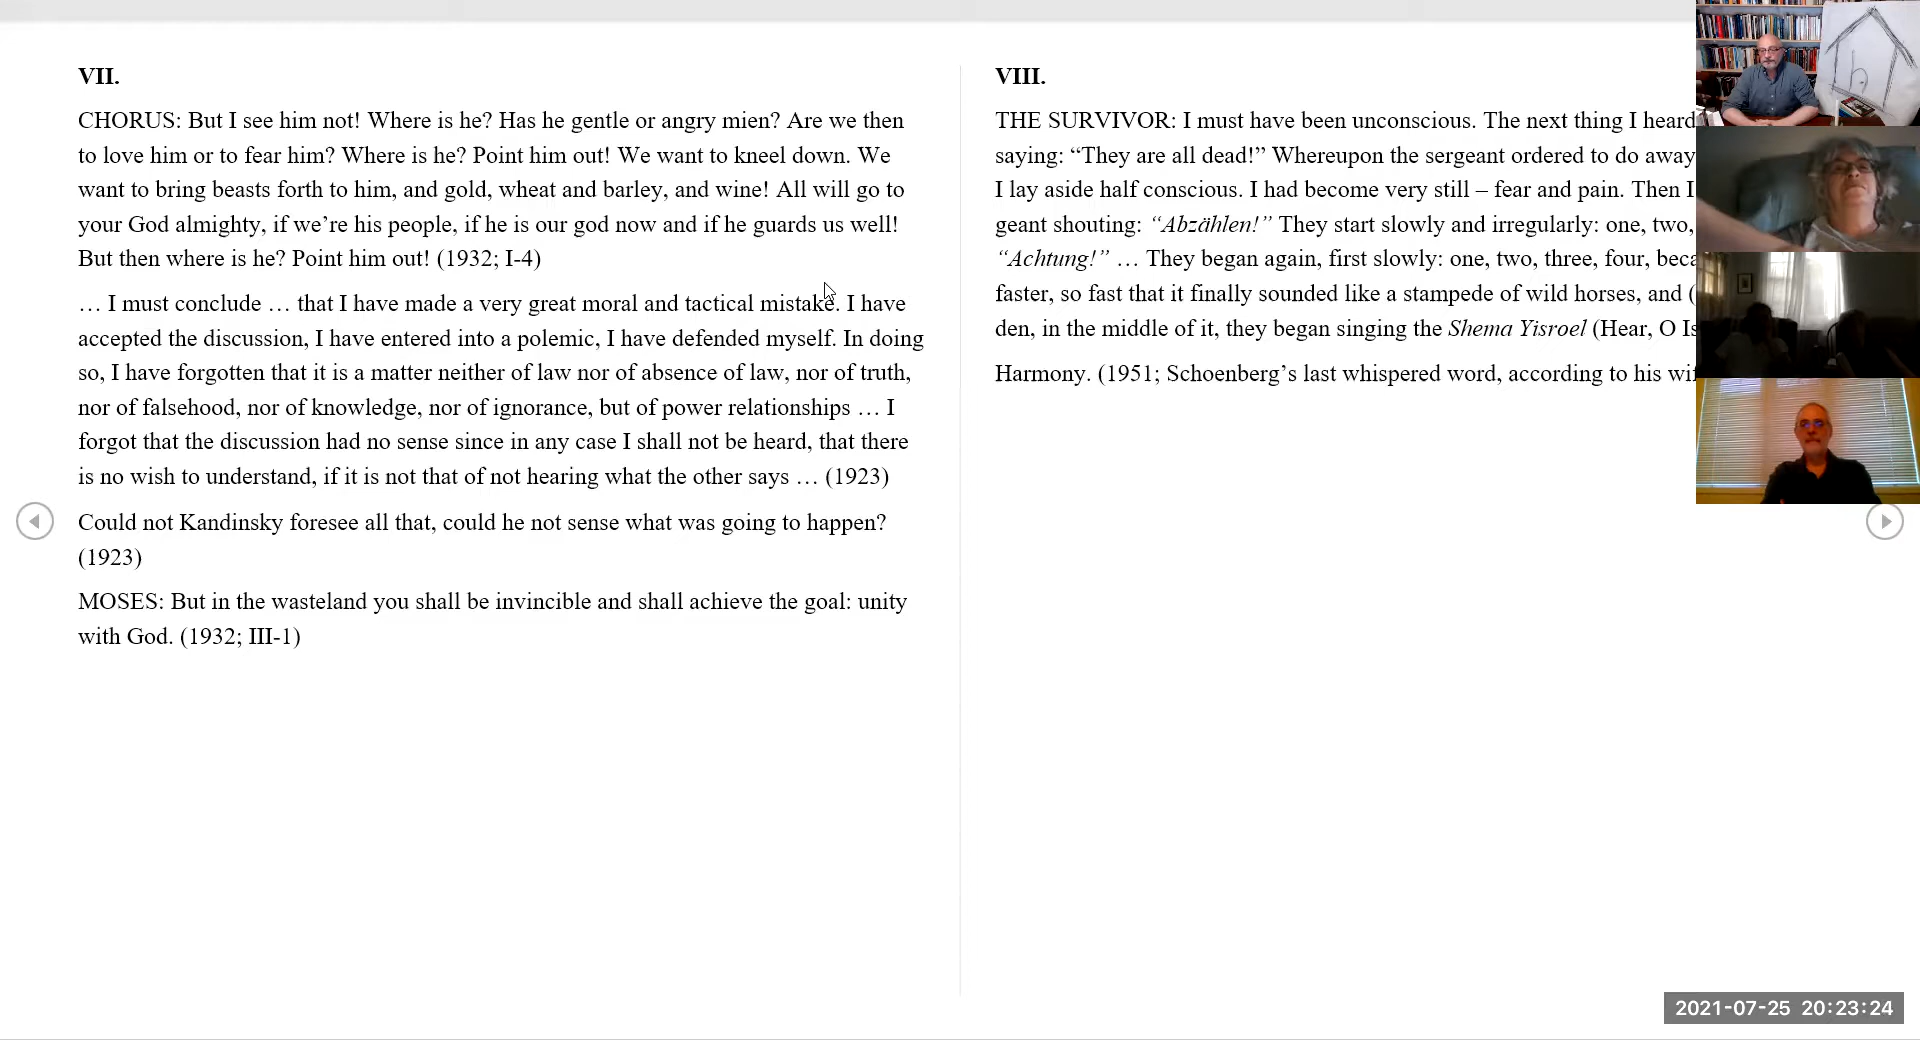 VII.
CHORUS: But I see him not! Where is he? Has he gentle or angry mien? Are we then
to love him or to fear him? Where is he? Point him out! We want to kneel down. We
want to bring beasts forth to him, and gold, wheat and barley, and wine! All will go to
your God almighty, if we’re his people, if he is our god now and if he guards us well!
But then where is he? Point him out! (1932; I-4)
… I must conclude … that I have made a very great moral and tactical mistake. I have
accepted the discussion, I have entered into a polemic, I have defended myself. In doing
so, I have forgotten that it is a matter neither of law nor of absence of law, nor of truth,
nor of falsehood, nor of knowledge, nor of ignorance, but of power relationships … I
forgot that the discussion had no sense since in any case I shall not be heard, that there
is no wish to understand, if it is not that of not hearing what the other says … (1923)
Could not Kandinsky foresee all that, could he not sense what was going to happen?
(1923)
MOSES: But in the wasteland you shall be invincible and shall achieve the goal: unity
with God. (1932; III-1)
VIII.
THE SURVIVOR: I must have been unconscious. The next thing I heard
saying: “They are all dead!” Whereupon the sergeant ordered to do away
I lay aside half conscious. I had become very still – fear and pain. Then I
geant shouting: “Abzählen!” They start slowly and irregularly: one, two,
“Achtung!” … They began again, first slowly: one, two, three, four, beca
faster, so fast that it finally sounded like a stampede of wild horses, and (
den, in the middle of it, they began singing the Shema Yisroel (Hear, O Is
Harmony. (1951; Schoenberg’s last whispered word, according to his wif
2021-07-25 20:23:24